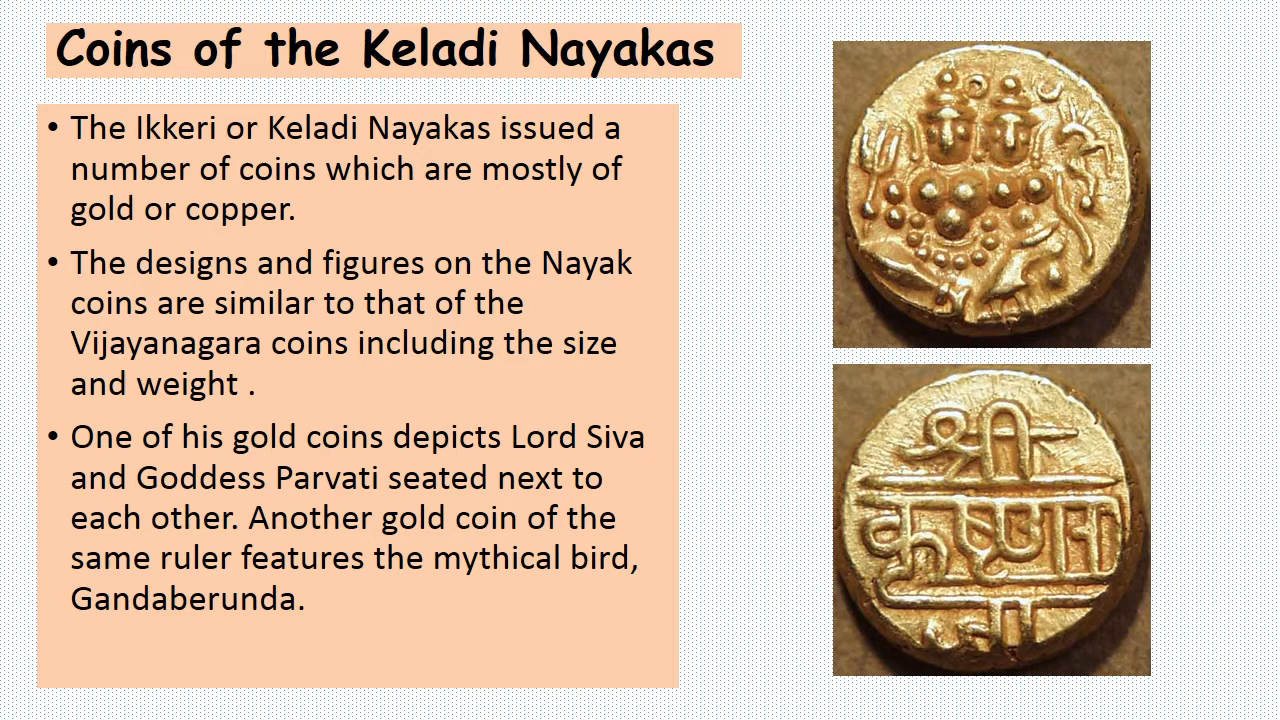 Coins of the Keladi Nayakas
• The Ikkeri or Keladi Nayakas issued a
number of coins which are mostly of
gold or copper.
• The designs and figures on the Nayak
coins are similar to that of the
Vijayanagara coins including the size
and weight .
• One of his gold coins depicts Lord Siva
and Goddess Parvati seated next to
each other. Another gold coin of the
same ruler features the mythical bird,
Gandaberunda.
श्री